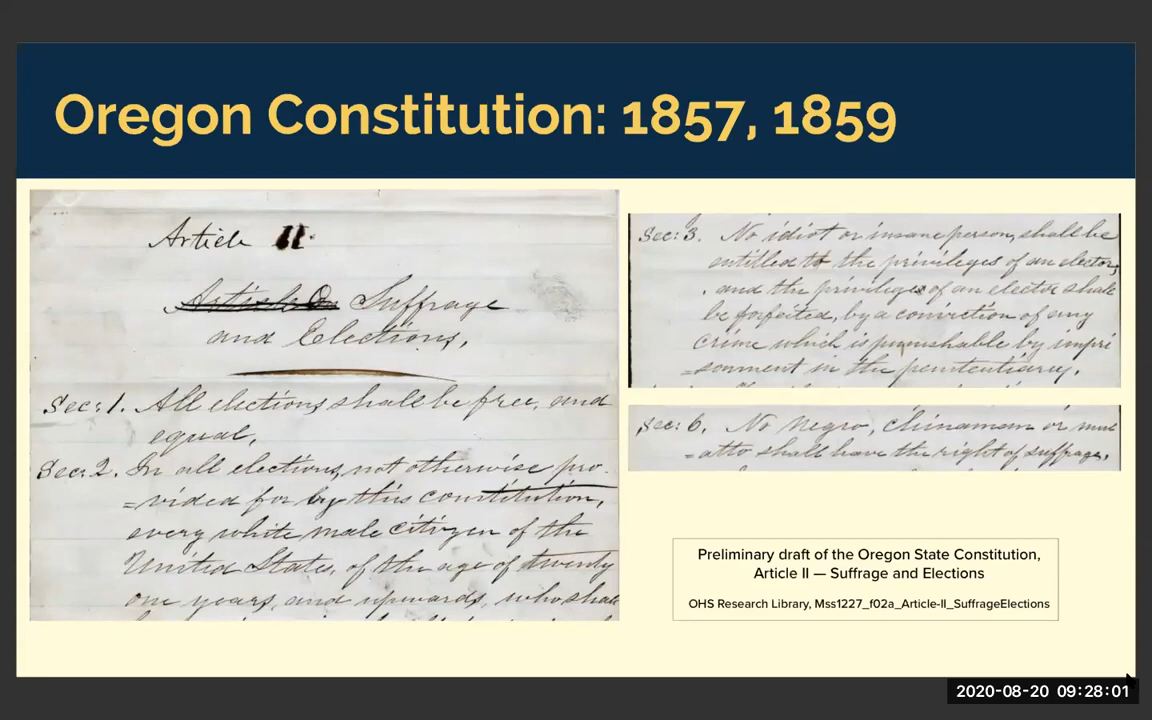 Oregon Constitution: 1857, 1859
Article II.
Article Suffrage
and Elections,
Sec: 1. All elections shall be free, and
equal,
Sec: 2. In all elections, not otherwise pro-
=vided for by this constitution,
every white male citizen of the
United States, of the age of twenty
one years, and upwards, who shall
Sec: 3. No idiot or insane person, shall be
entitled to the privileges of an elector,
and the privileges of an elector shall
be forfeited, by a conviction of any
crime which is punishable by impri
=sonment in the penitentiary.
Sec: 6. No Negro, Chinaman or mul
=atto shall have the right of suffrage,
Preliminary draft of the Oregon State Constitution,
Article II — Suffrage and Elections
OHS Research Library, Mss1227_f02a_Article-II_SuffrageElections
2020-08-20 09:28:01